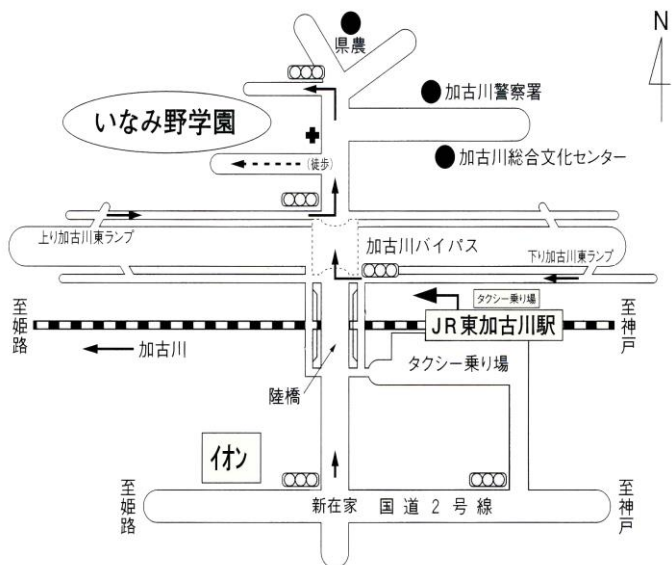 N
県農
加古川警察署
いなみ野学園
(徒歩)
加古川総合文化センター
上り加古川東ランプ
加古川バイパス
下り加古川東ランプ
タクシー乗り場
至姫路
JR東加古川駅
至神戸
加古川
タクシー乗り場
陸橋
イオン
至姫路
新在家 国道2号線
至神戸